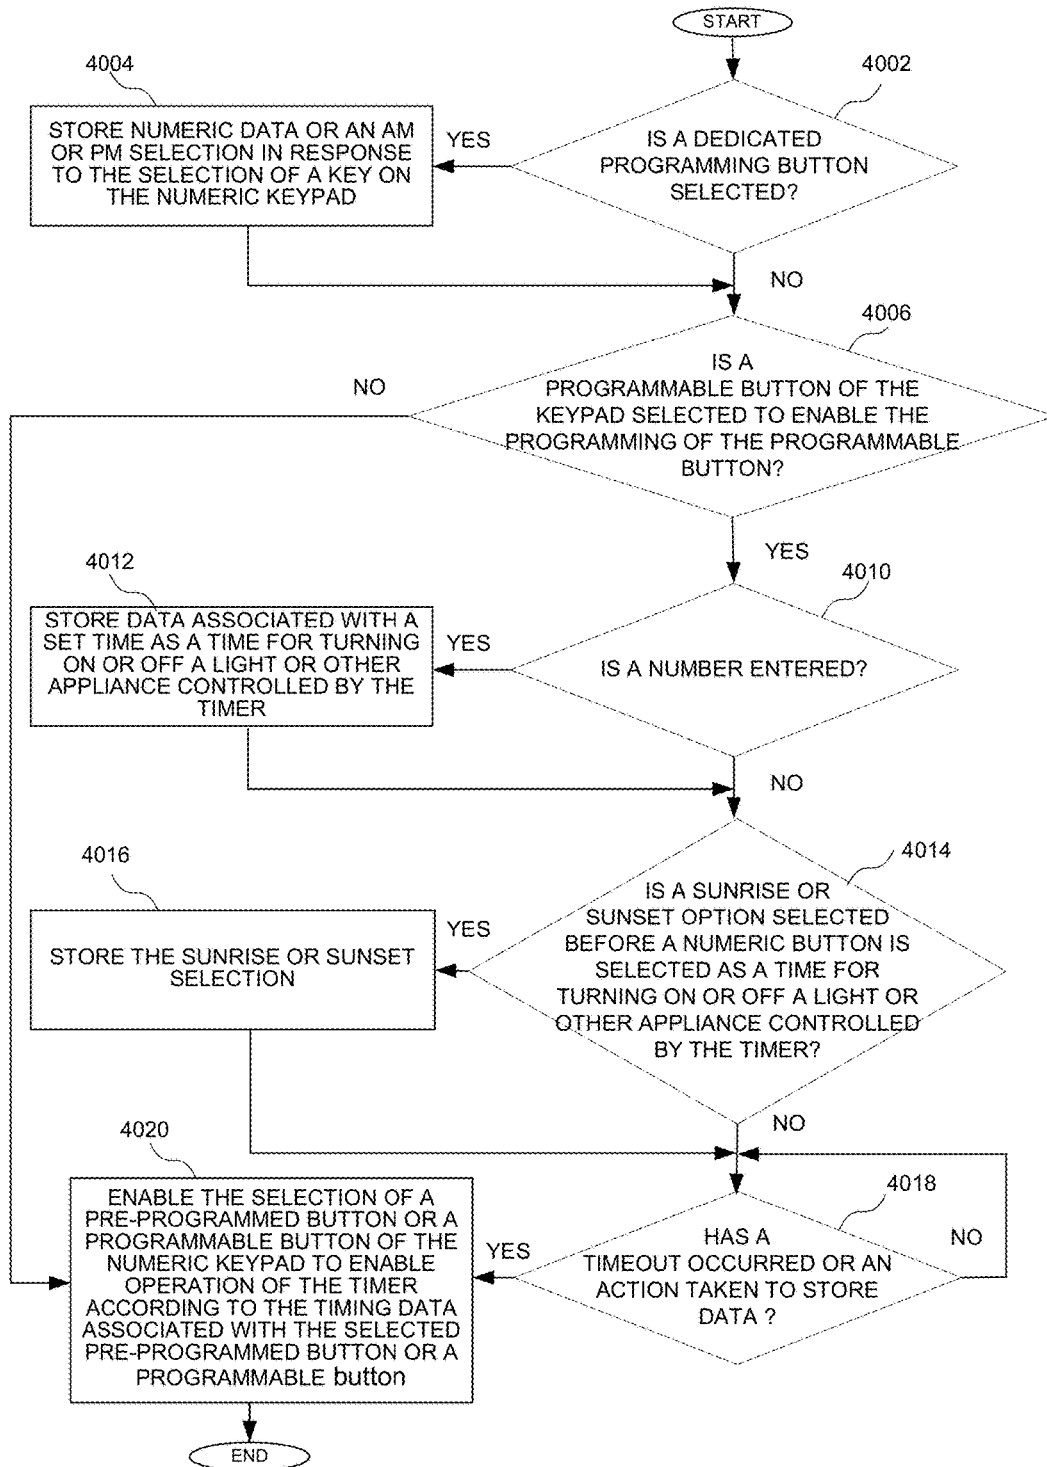 START
4004
4002
STORE NUMERIC DATA OR AN AM
OR PM SELECTION IN RESPONSE
TO THE SELECTION OF A KEY ON
THE NUMERIC KEYPAD
YES
IS A DEDICATED
PROGRAMMING BUTTON
SELECTED?
NO
4006
NO
IS A
PROGRAMMABLE BUTTON OF THE
KEYPAD SELECTED TO ENABLE THE
PROGRAMMING OF THE PROGRAMMABLE
BUTTON?
YES
4012
4010
STORE DATA ASSOCIATED WITH A
SET TIME AS A TIME FOR TURNING
ON OR OFF A LIGHT OR OTHER
APPLIANCE CONTROLLED BY THE
TIMER
YES
IS A NUMBER ENTERED?
NO
4016
4014
STORE THE SUNRISE OR SUNSET
SELECTION
YES
IS A SUNRISE OR
SUNSET OPTION SELECTED
BEFORE A NUMERIC BUTTON IS
SELECTED AS A TIME FOR
TURNING ON OR OFF A LIGHT OR
OTHER APPLIANCE CONTROLLED
BY THE TIMER?
NO
4020
4018
ENABLE THE SELECTION OF A
PRE-PROGRAMMED BUTTON OR A
PROGRAMMABLE BUTTON OF THE
NUMERIC KEYPAD TO ENABLE
OPERATION OF THE TIMER
ACCORDING TO THE TIMING DATA
ASSOCIATED WITH THE SELECTED
PRE-PROGRAMMED BUTTON OR A
PROGRAMMABLE button
YES
HAS A
TIMEOUT OCCURRED OR AN
ACTION TAKEN TO STORE
DATA ?
NO
END